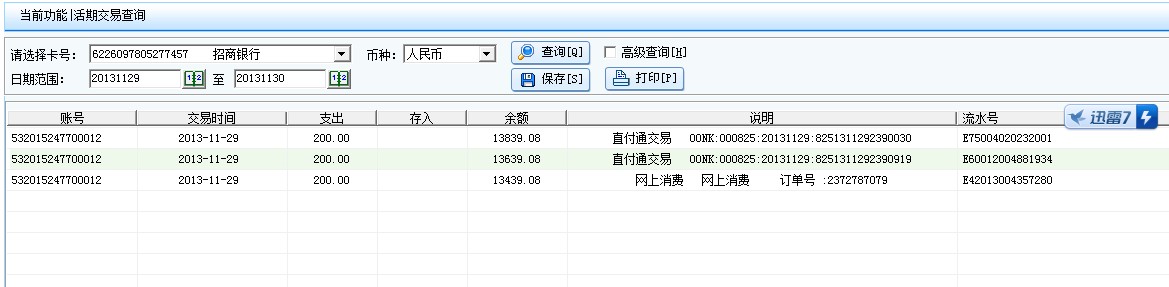 当前功能|活期交易查询
请选择卡号： 6226097805277457 招商银行 币种： 人民币 查询[Q] 高级查询[H]
日期范围： 20131129 至 20131130 保存[S] 打印[P]
账号 交易时间 支出 存入 余额 说明 流水号 迅雷7
532015247700012 2013-11-29 200.00 13839.08 直付通交易 00NK:000825:20131129:8251311292390030 E75004020232001
532015247700012 2013-11-29 200.00 13639.08 直付通交易 00NK:000825:20131129:8251311292390919 E60012004881934
532015247700012 2013-11-29 200.00 13439.08 网上消费 网上消费 订单号 :2372787079 E42013004357280